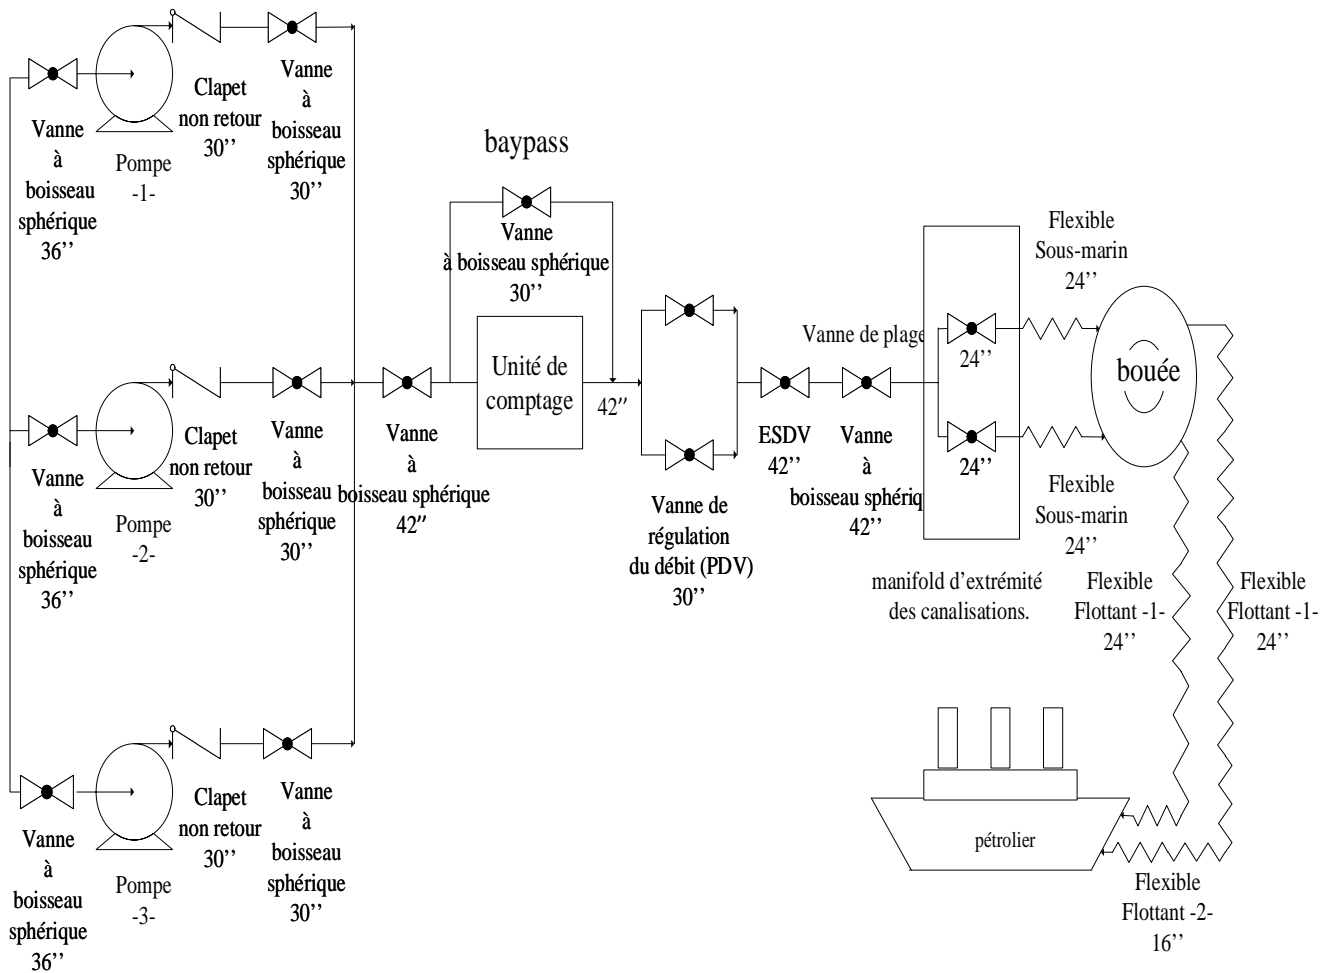 Vanne
à
boisseau
sphérique
36’’
Pompe
-1-
Clapet
non retour
30’’
Vanne
à
boisseau
sphérique
30’’
baypass
Vanne
à boisseau sphérique
30’’
Flexible
Sous-marin
24’’
Vanne
à
boisseau
sphérique
36’’
Pompe
-2-
Clapet
non retour
30’’
Vanne
à
boisseau
sphérique
30’’
Vanne
à
boisseau sphérique
42’’
Unité de
comptage
42’’
Vanne de
régulation
du débit (PDV)
30’’
ESDV
42’’
Vanne de plage
Vanne
à
boisseau sphériq
42’’
24’’
24’’
bouée
Flexible
Sous-marin
24’’
manifold d’extrémité
des canalisations.
Flexible
Flottant -1-
24’’
Flexible
Flottant -1-
24’’
Vanne
à
boisseau
sphérique
36’’
Pompe
-3-
Clapet
non retour
30’’
Vanne
à
boisseau
sphérique
30’’
pétrolier
Flexible
Flottant -2-
16’’